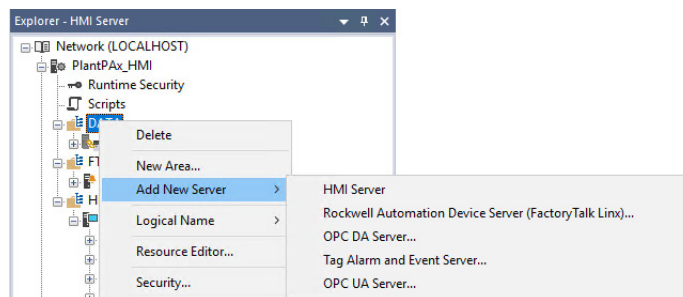 Explorer - HMI Server
Network (LOCALHOST)
PlantPAx_HMI
Runtime Security
Scripts
Delete
New Area...
Add New Server
HMI Server
Rockwell Automation Device Server (FactoryTalk Linx)...
Logical Name
OPC DA Server...
Resource Editor...
Tag Alarm and Event Server...
Security...
OPC UA Server...